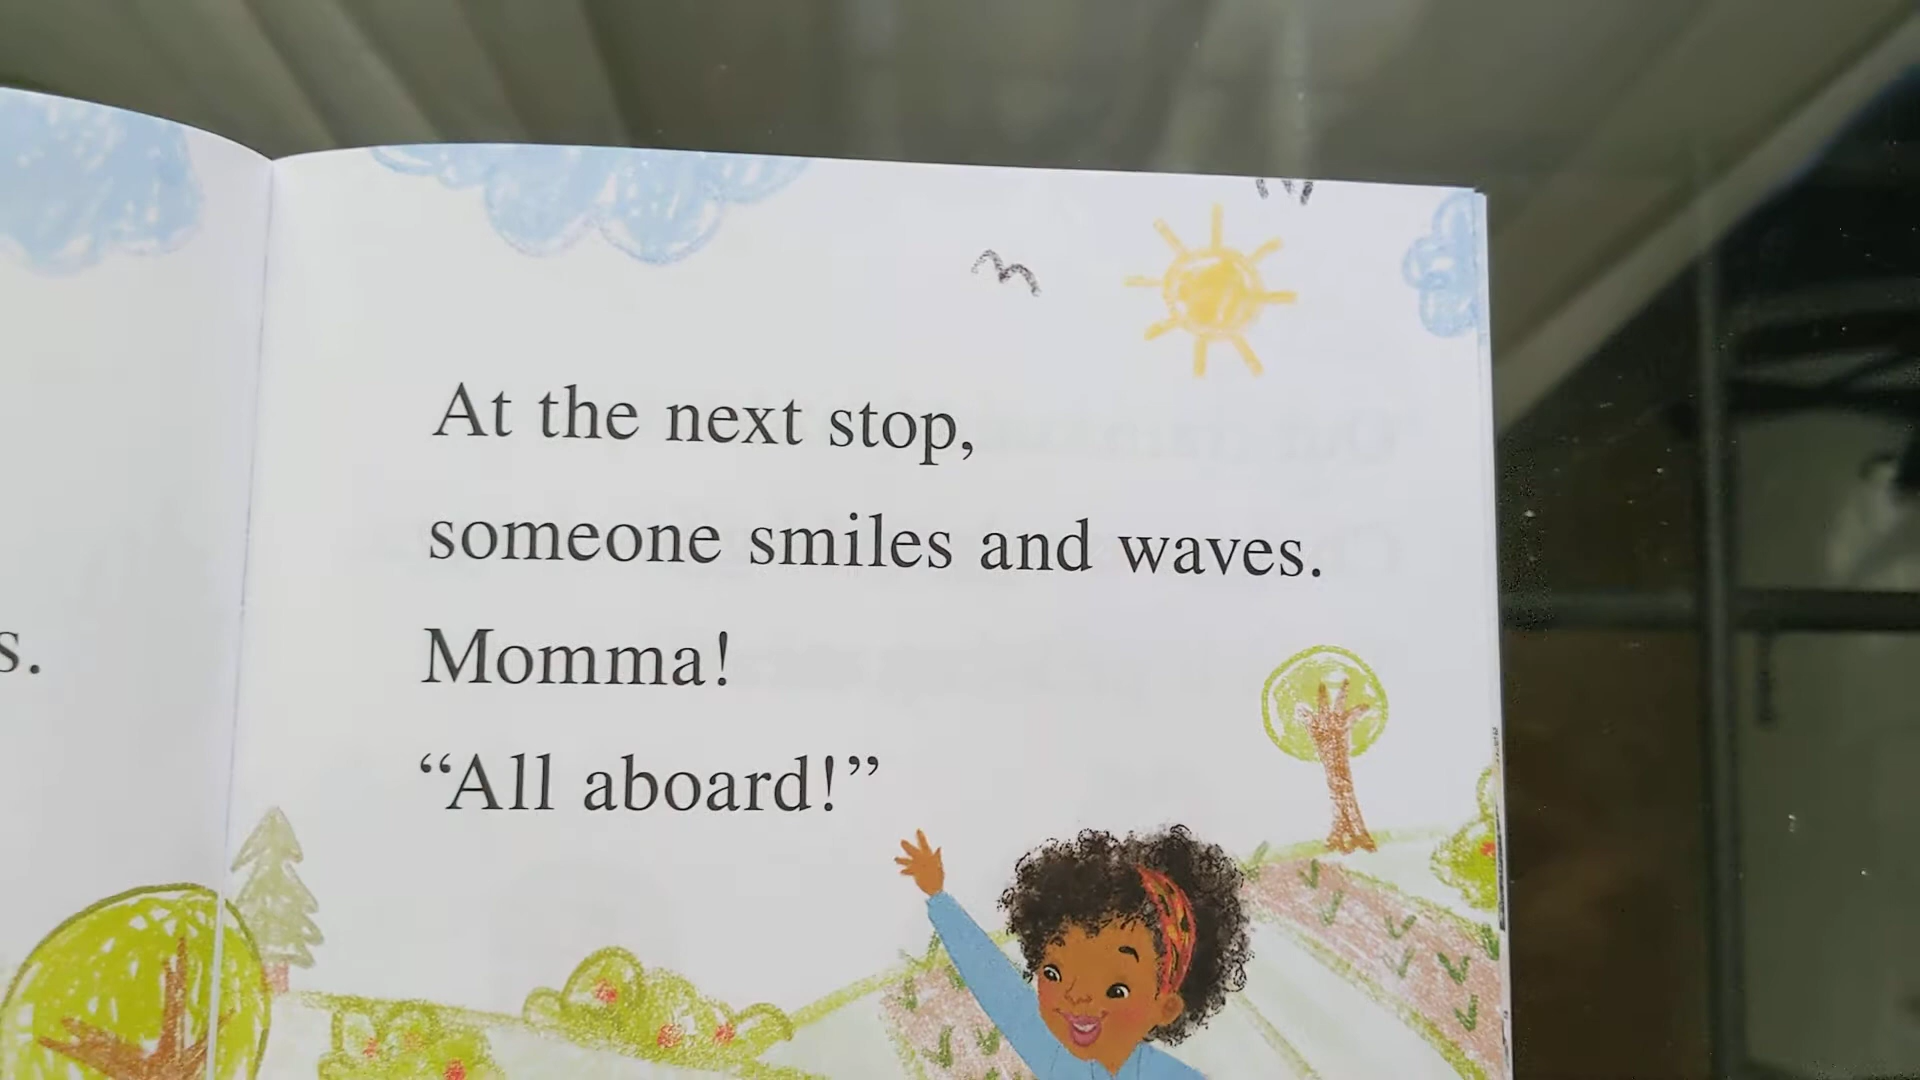 s.
At the next stop,
someone smiles and waves.
Momma!
“All aboard!”